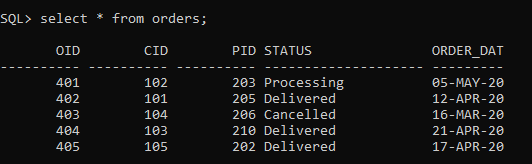 SQL> select * from orders;
       OID        CID        PID STATUS               ORDER_DAT
---------- ---------- ---------- -------------------- ---------
       401        102        203 Processing           05-MAY-20
       402        101        205 Delivered            12-APR-20
       403        104        206 Cancelled            16-MAR-20
       404        103        210 Delivered            21-APR-20
       405        105        202 Delivered            17-APR-20